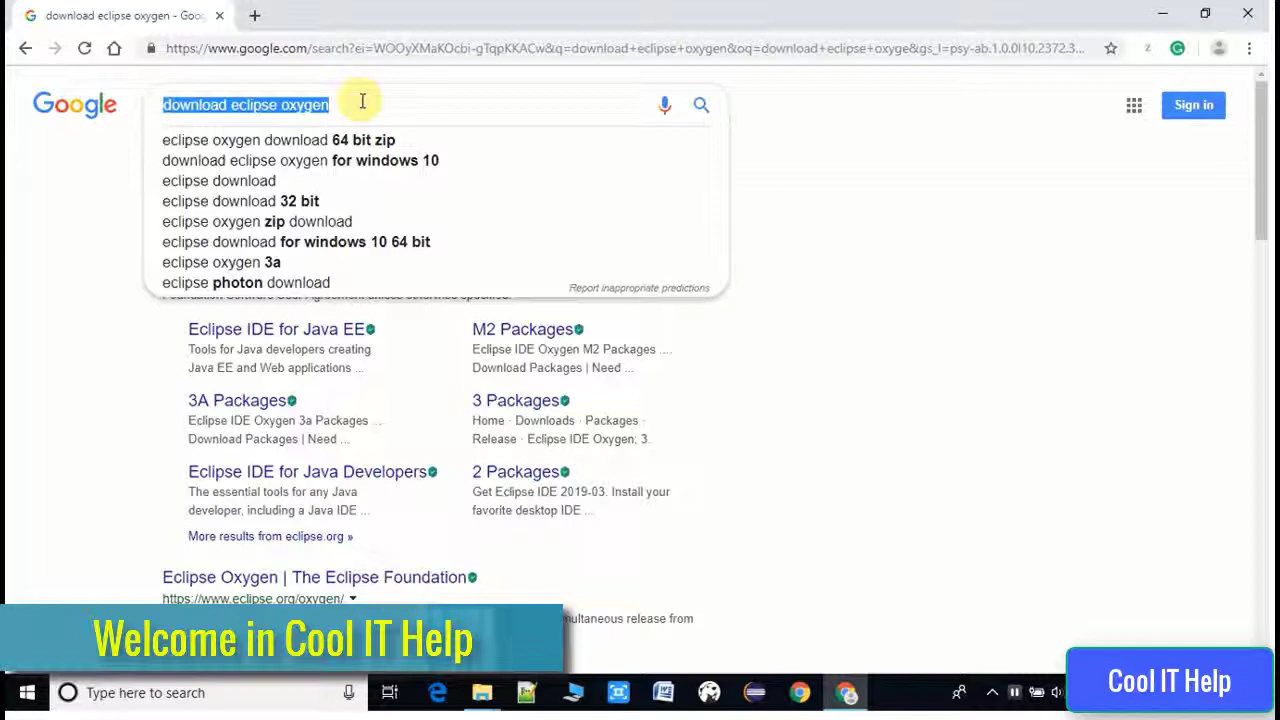 download eclipse oxygen - Goo
https://www.google.com/search?ei=WOOyXMaKOcbi-gTqpKKACw&q=download+eclipse+oxygen&oq=download+eclipse+oxyge&gs_l=psy-ab.1.0.0l10.2372.3...
Google
download eclipse oxygen
Sign in
eclipse oxygen download 64 bit zip
download eclipse oxygen for windows 10
eclipse download
eclipse download 32 bit
eclipse oxygen zip download
eclipse download for windows 10 64 bit
eclipse oxygen 3a
eclipse photon download
Report inappropriate predictions
Eclipse IDE for Java EE
Tools for Java developers creating
Java EE and Web applications ...
M2 Packages
Eclipse IDE Oxygen M2 Packages ....
Download Packages | Need ...
3A Packages
Eclipse IDE Oxygen 3a Packages ...
Download Packages | Need ...
3 Packages
Home · Downloads · Packages ·
Release · Eclipse IDE Oxygen; 3.
Eclipse IDE for Java Developers
The essential tools for any Java
developer, including a Java IDE ...
2 Packages
Get Eclipse IDE 2019-03. Install your
favorite desktop IDE ...
More results from eclipse.org »
Eclipse Oxygen | The Eclipse Foundation
https://www.eclipse.org/oxygen/
multaneous release from
Welcome in Cool IT Help
Type here to search
Cool IT Help